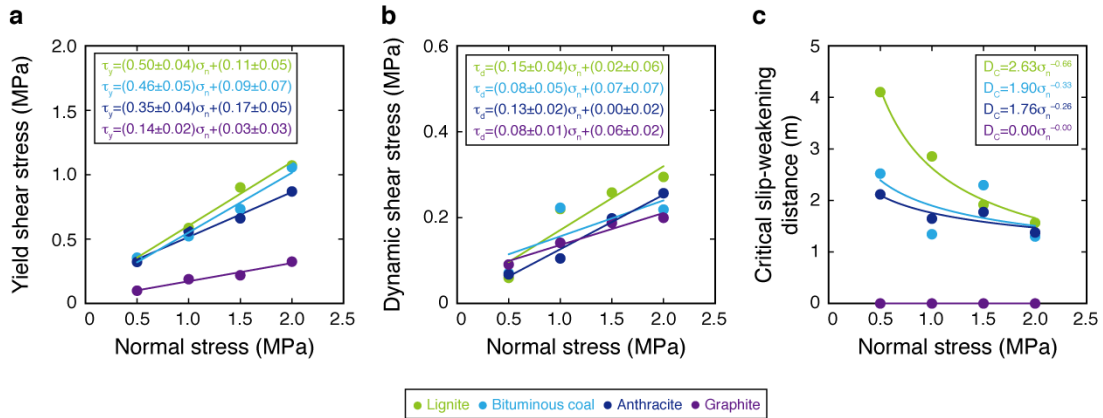 a
Yield shear stress (MPa)
2.0
1.5
1.0
0.5
0
τy=(0.50±0.04)σn+(0.11±0.05)
τy=(0.46±0.05)σn+(0.09±0.07)
τy=(0.35±0.04)σn+(0.17±0.05)
τy=(0.14±0.02)σn+(0.03±0.03)
0 0.5 1.0 1.5 2.0 2.5
Normal stress (MPa)
b
Dynamic shear stress (MPa)
0.6
0.4
0.2
0
τd=(0.15±0.04)σn+(0.02±0.06)
τd=(0.08±0.05)σn+(0.07±0.07)
τd=(0.13±0.02)σn+(0.00±0.02)
τd=(0.08±0.01)σn+(0.06±0.02)
0 0.5 1.0 1.5 2.0 2.5
Normal stress (MPa)
c
Critical slip-weakening
distance (m)
5
4
3
2
1
0
DC=2.63σn−0.66
DC=1.90σn−0.33
DC=1.76σn−0.26
DC=0.00σn−0.00
0 0.5 1.0 1.5 2.0 2.5
Normal stress (MPa)
Lignite Bituminous coal Anthracite Graphite